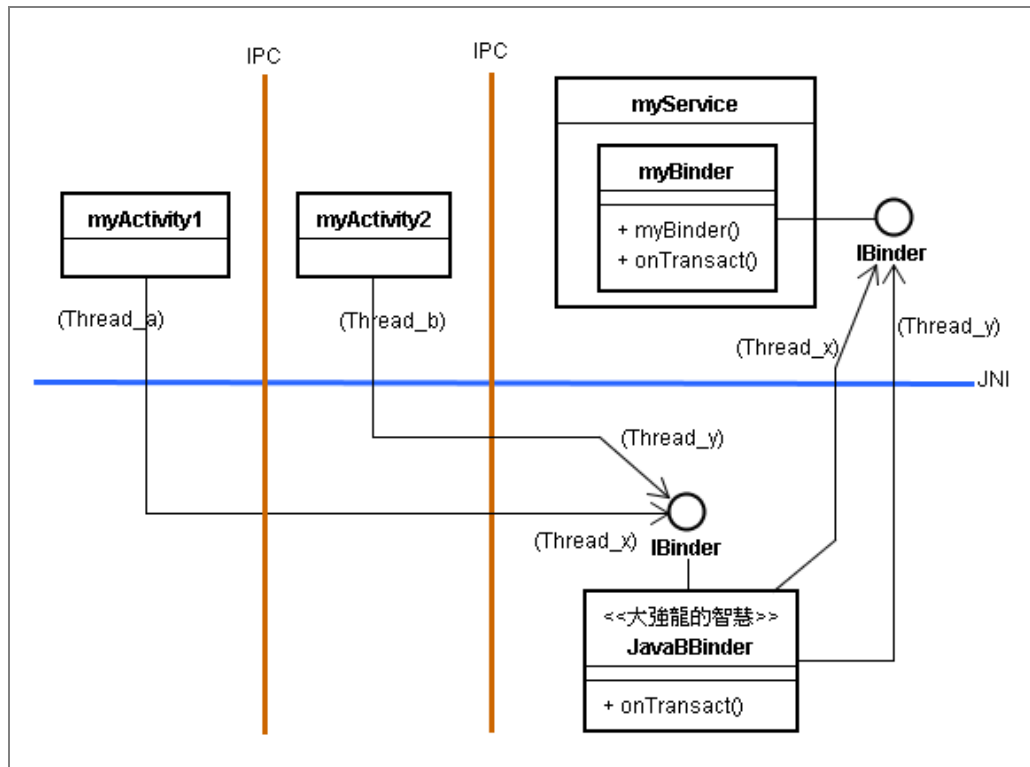 IPC
IPC
myService
myBinder
+ myBinder()
+ onTransact()
IBinder
myActivity1
myActivity2
(Thread_a)
(Thread_b)
(Thread_x)
(Thread_y)
JNI
(Thread_y)
(Thread_x)
IBinder
<<大強龍的智慧>>
JavaBBinder
+ onTransact()